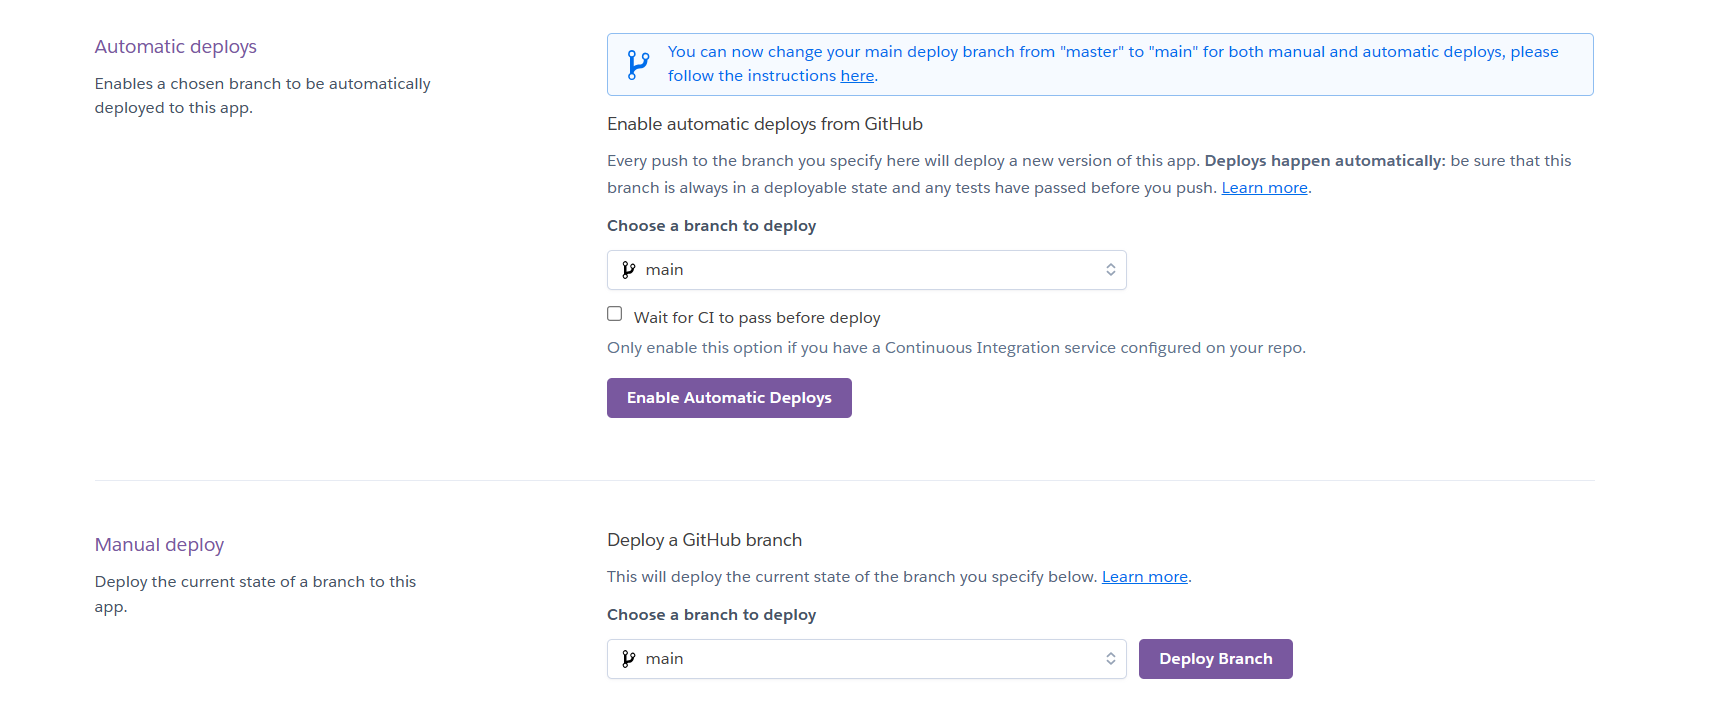 Automatic deploys
Enables a chosen branch to be automatically
deployed to this app.
You can now change your main deploy branch from "master" to "main" for both manual and automatic deploys, please
follow the instructions here.
Enable automatic deploys from GitHub
Every push to the branch you specify here will deploy a new version of this app. Deploys happen automatically: be sure that this
branch is always in a deployable state and any tests have passed before you push. Learn more.
Choose a branch to deploy
main
Wait for CI to pass before deploy
Only enable this option if you have a Continuous Integration service configured on your repo.
Enable Automatic Deploys
Manual deploy
Deploy the current state of a branch to this
app.
Deploy a GitHub branch
This will deploy the current state of the branch you specify below. Learn more.
Choose a branch to deploy
main
Deploy Branch